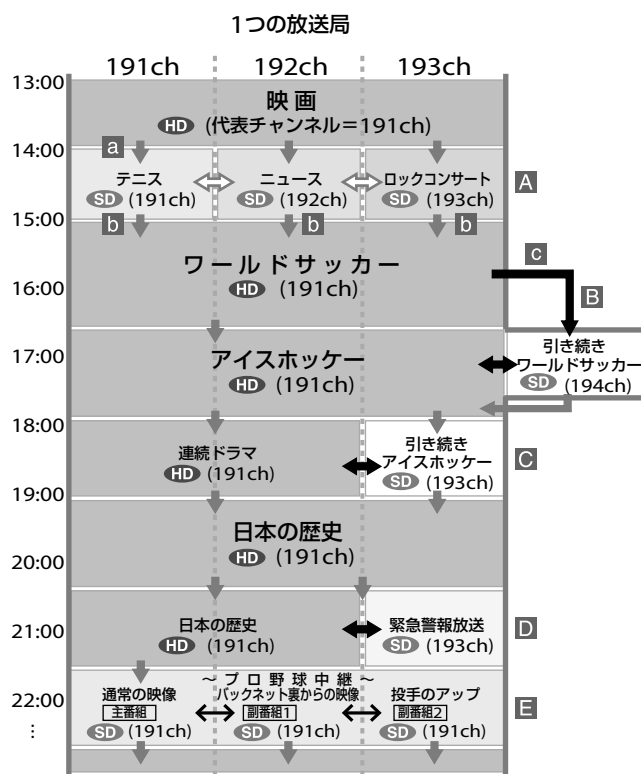 1つの放送局
191ch 192ch 193ch
13:00
映画
HD (代表チャンネル=191ch)
14:00
a
テニス
SD (191ch)
ニュース
SD (192ch)
ロックコンサート
SD (193ch)
A
15:00
b b b
ワールドサッカー
HD (191ch)
c
B
16:00
17:00
アイスホッケー
HD (191ch)
引き続き
ワールドサッカー
SD (194ch)
18:00
連続ドラマ
HD (191ch)
引き続き
アイスホッケー
SD (193ch)
C
19:00
日本の歴史
HD (191ch)
20:00
21:00
日本の歴史
HD (191ch)
緊急警報放送
SD (193ch)
D
22:00
～プロ野球中継～
通常の映像
主番組
SD (191ch)
バックネット裏からの映像
副番組1
SD (191ch)
投手のアップ
副番組2
SD (191ch)
E
⋮